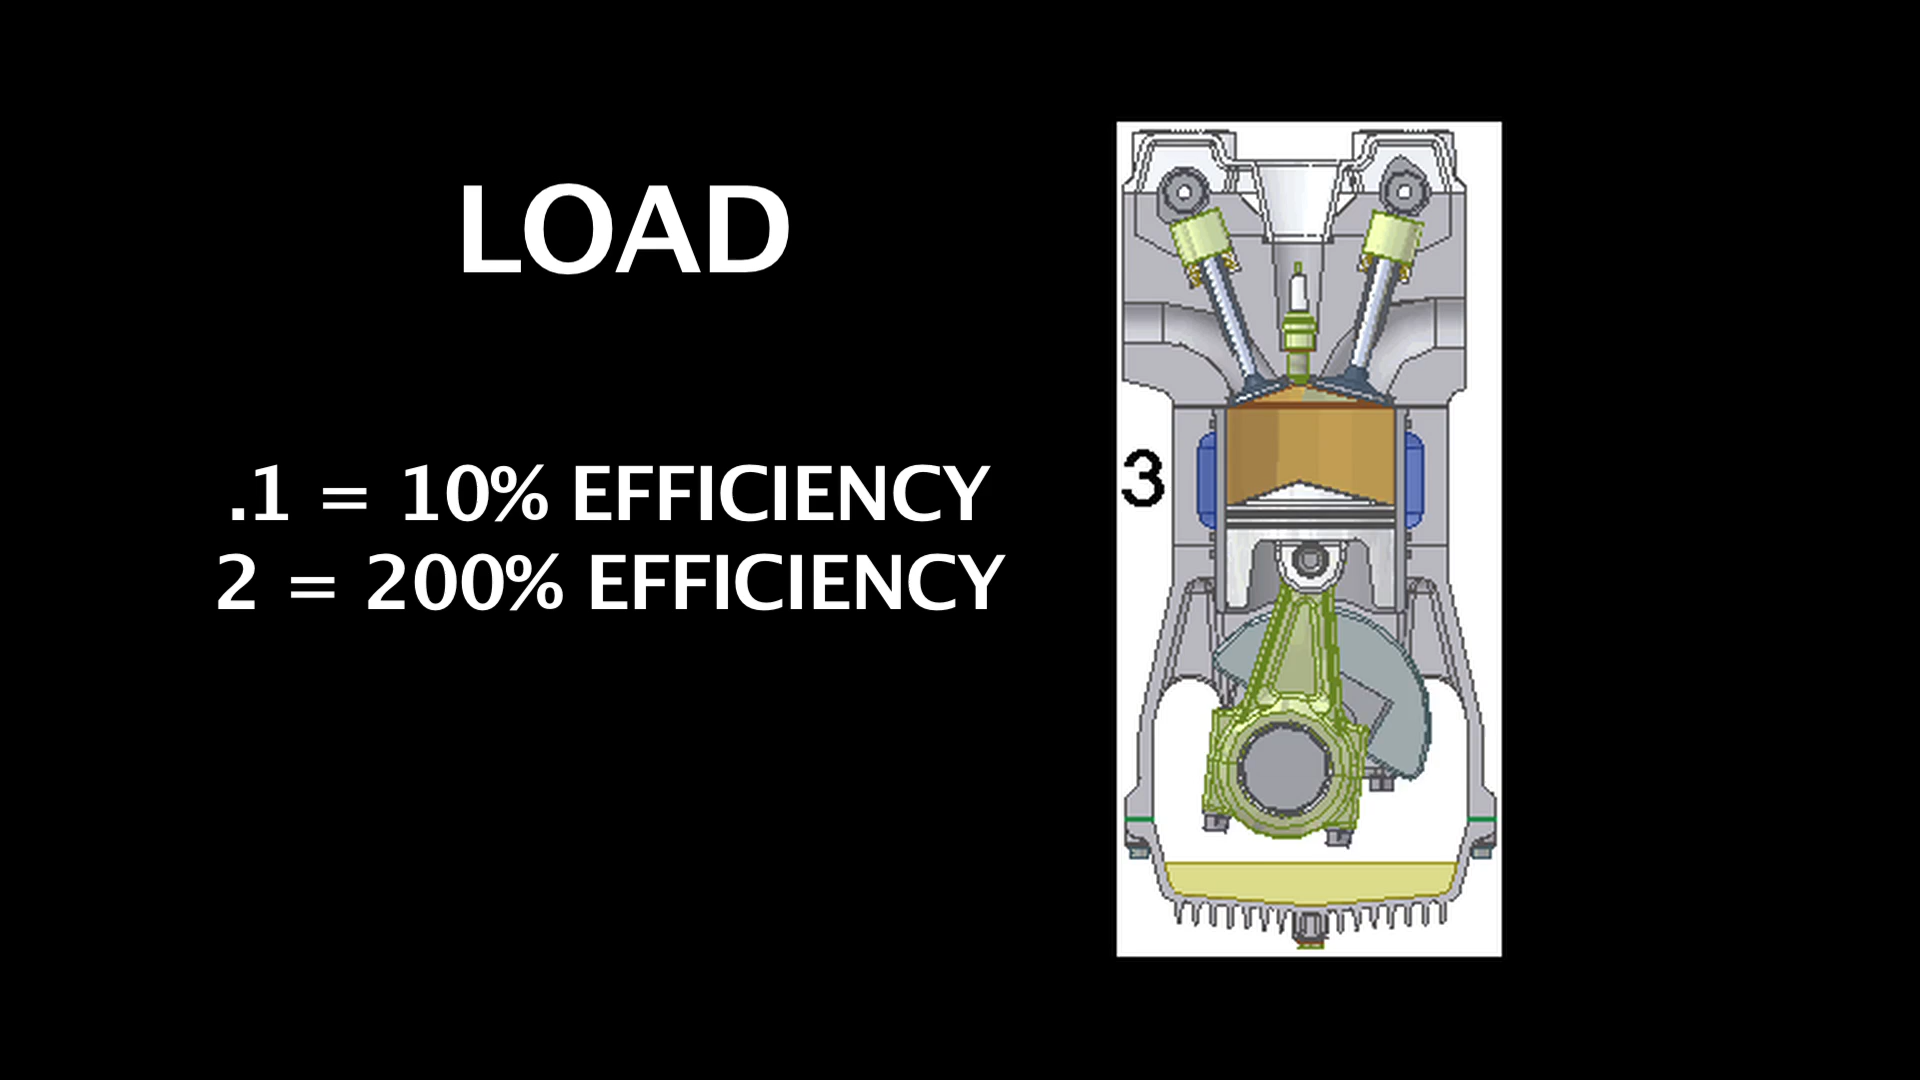 LOAD
.1 = 10% EFFICIENCY
2 = 200% EFFICIENCY
3